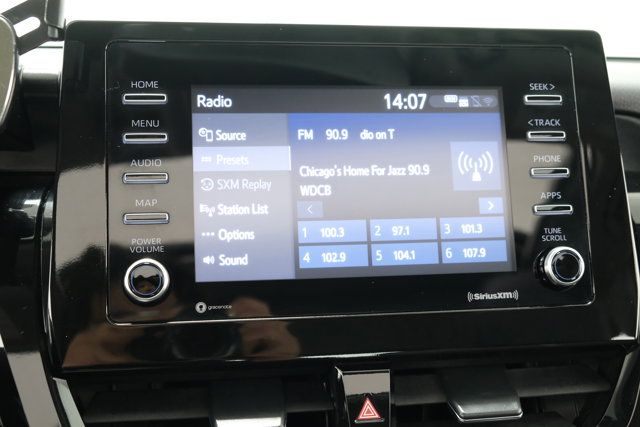 HOME
MENU
AUDIO
MAP
POWER
VOLUME
Radio 14:07
Source
Presets
SXM Replay
Station List
Options
Sound
FM 90.9 dio on T
Chicago's Home For Jazz 90.9
WDCB
< >
1 100.3 2 97.1 3 101.3
4 102.9 5 104.1 6 107.9
SEEK >
< TRACK
PHONE
APPS
TUNE
SCROLL
gracenote
SiriusXM